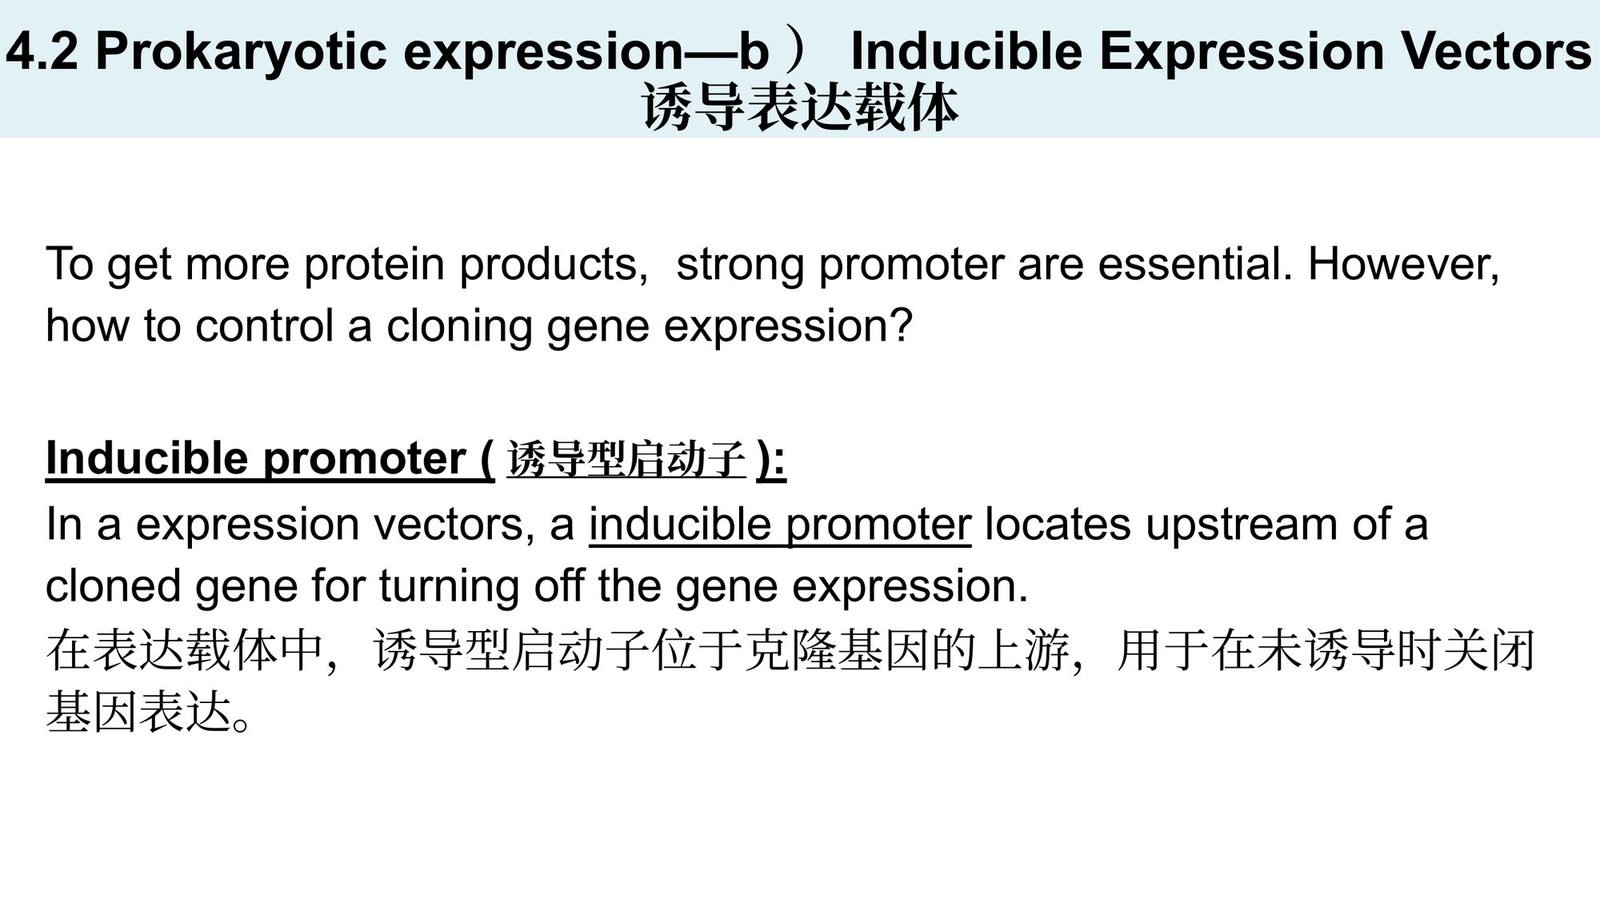 4.2 Prokaryotic expression—b） Inducible Expression Vectors
诱导表达载体
To get more protein products,  strong promoter are essential. However,
how to control a cloning gene expression?
Inducible promoter ( 诱导型启动子 ):
In a expression vectors, a inducible promoter locates upstream of a
cloned gene for turning off the gene expression.
在表达载体中，诱导型启动子位于克隆基因的上游，用于在未诱导时关闭
基因表达。